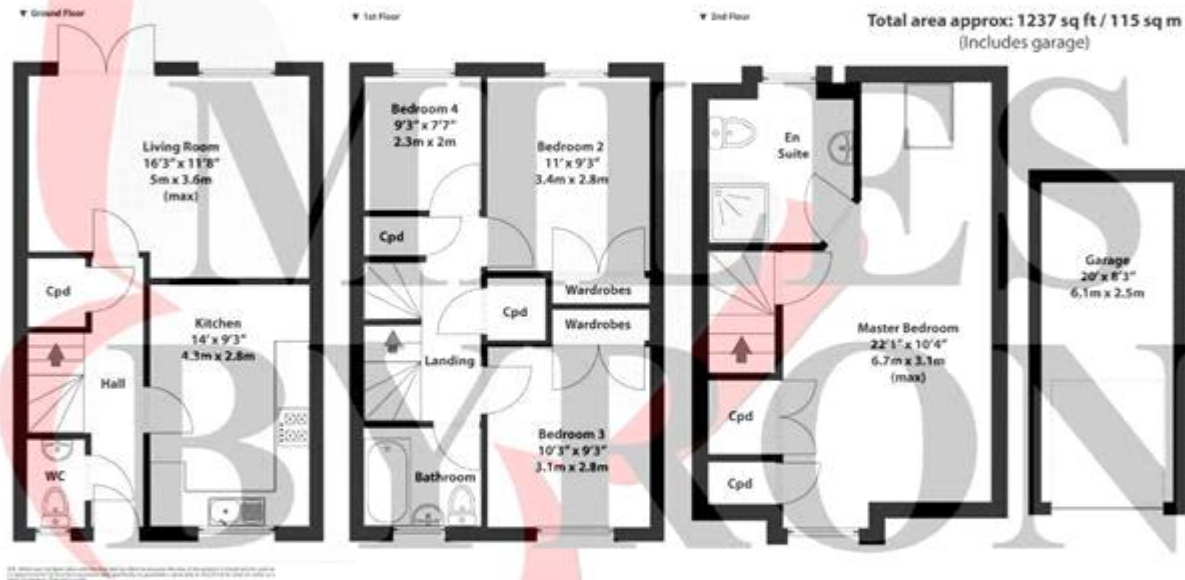 ▼ Ground Floor
▼ 1st Floor
▼ 2nd Floor
Total area approx: 1237 sq ft / 115 sq m
(Includes garage)
Living Room
16'3" x 11'8"
5m x 3.6m
(max)
Cpd
Kitchen
14' x 9'3"
4.3m x 2.8m
Hall
WC
Bedroom 4
9'3" x 7'7"
2.3m x 2m
Bedroom 2
11' x 9'3"
3.4m x 2.8m
Cpd
Wardrobes
Cpd
Wardrobes
Landing
Bedroom 3
10'3" x 9'3"
3.1m x 2.8m
Bathroom
En
Suite
Master Bedroom
22'1" x 10'4"
6.7m x 3.1m
(max)
Cpd
Cpd
Garage
20' x 8'3"
6.1m x 2.5m
MILES
BYRON